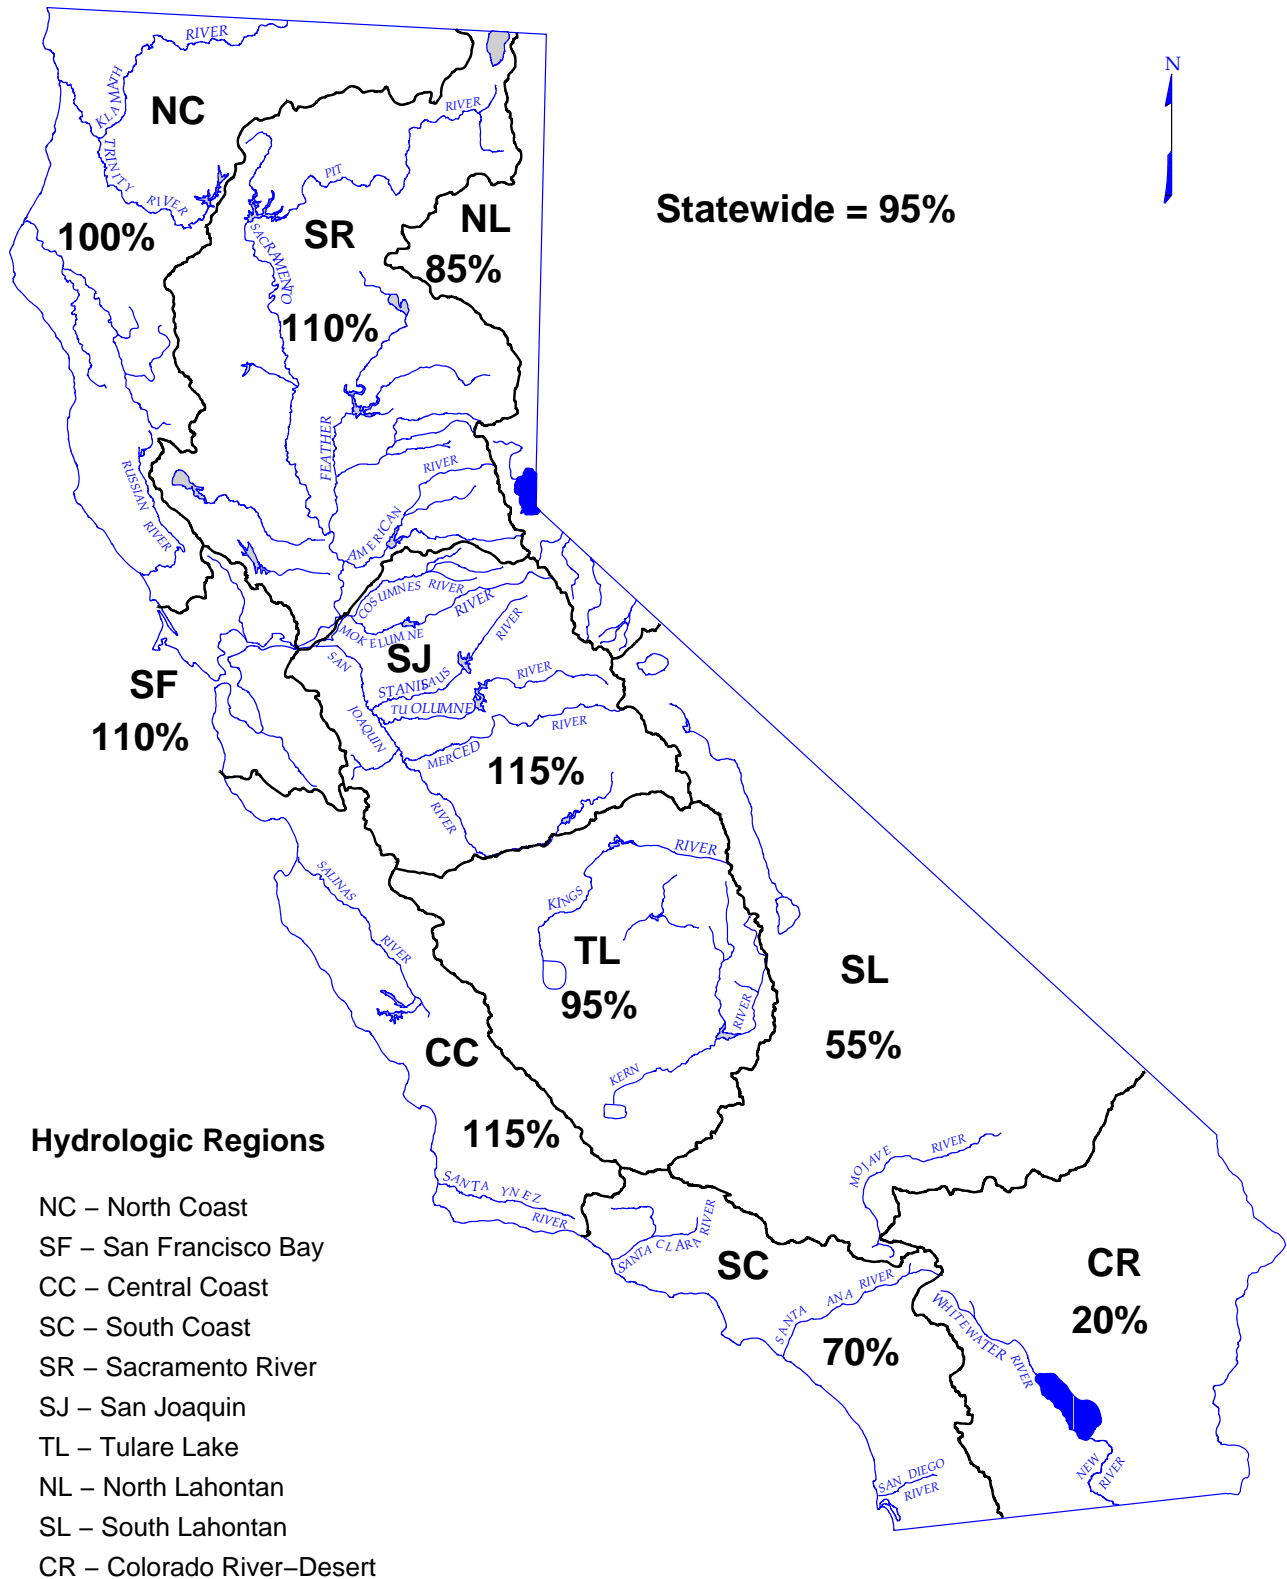 RIVER
KLAMATH
NC
TRINITY RIVER
100%
PIT
RIVER
SACRAMENTO
SR
110%
NL
85%
Statewide = 95%
N
FEATHER
RUSSIAN RIVER
AMERICAN
RIVER
COSUMNES RIVER
MOKELUMNE
RIVER
SAN
JOAQUIN
RIVER
SJ
STANISLAUS
RIVER
TUOLUMNE
RIVER
MERCED
RIVER
115%
SF
110%
SALINAS
RIVER
KINGS
RIVER
TL
95%
KERN
RIVER
SL
55%
CC
115%
SANTA YNEZ
RIVER
SANTA CLARA RIVER
SC
70%
SANTA ANA RIVER
MOJAVE
RIVER
WHITEWATER RIVER
CR
20%
NEW
RIVER
SAN DIEGO
RIVER
Hydrologic Regions
NC – North Coast
SF – San Francisco Bay
CC – Central Coast
SC – South Coast
SR – Sacramento River
SJ – San Joaquin
TL – Tulare Lake
NL – North Lahontan
SL – South Lahontan
CR – Colorado River–Desert